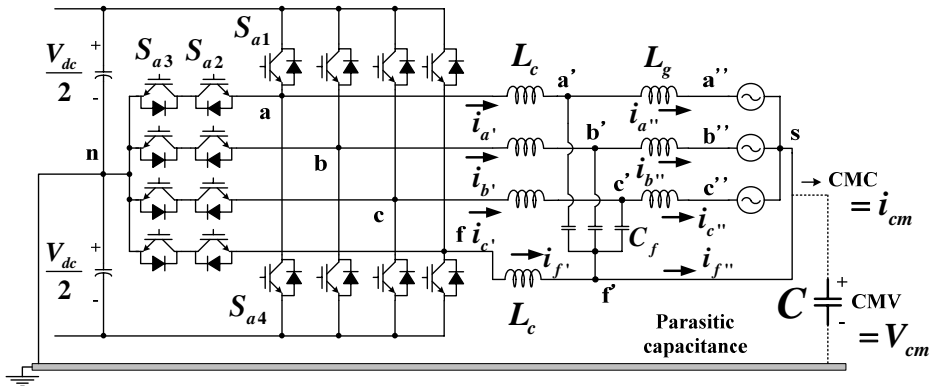 V_dc/2
+
-
S_a3
S_a2
S_a1
a
L_c
a'
L_g
a''
i_a'
i_a''
n
b
b'
b''
s
i_b'
i_b''
c
c'
c''
CMC
= i_cm
f
i_c'
i_c''
C_f
V_dc/2
+
-
i_f'
i_f''
f'
S_a4
L_c
C
+
-
CMV
= V_cm
Parasitic
capacitance